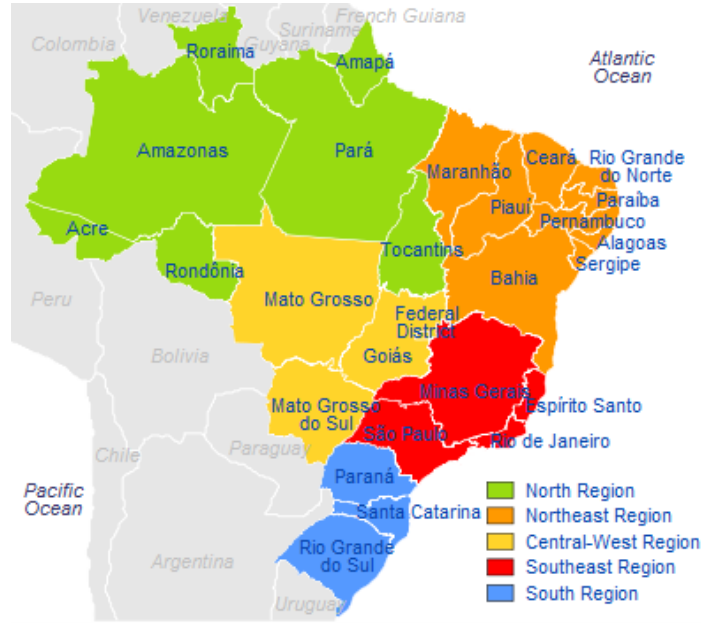 Venezuela
French Guiana
Suriname
Colombia
Guyana
Roraima
Amapá
Atlantic
Ocean
Amazonas
Pará
Maranhão
Ceará
Rio Grande
do Norte
Piauí
Paraíba
Pernambuco
Acre
Tocantins
Alagoas
Sergipe
Rondônia
Bahia
Peru
Mato Grosso
Federal
District
Bolivia
Goiás
Minas Gerais
Espírito Santo
Mato Grosso
do Sul
São Paulo
Rio de Janeiro
Chile
Paraguay
Paraná
Pacific
Ocean
Santa Catarina
Argentina
Rio Grande
do Sul
Uruguay
North Region
Northeast Region
Central-West Region
Southeast Region
South Region